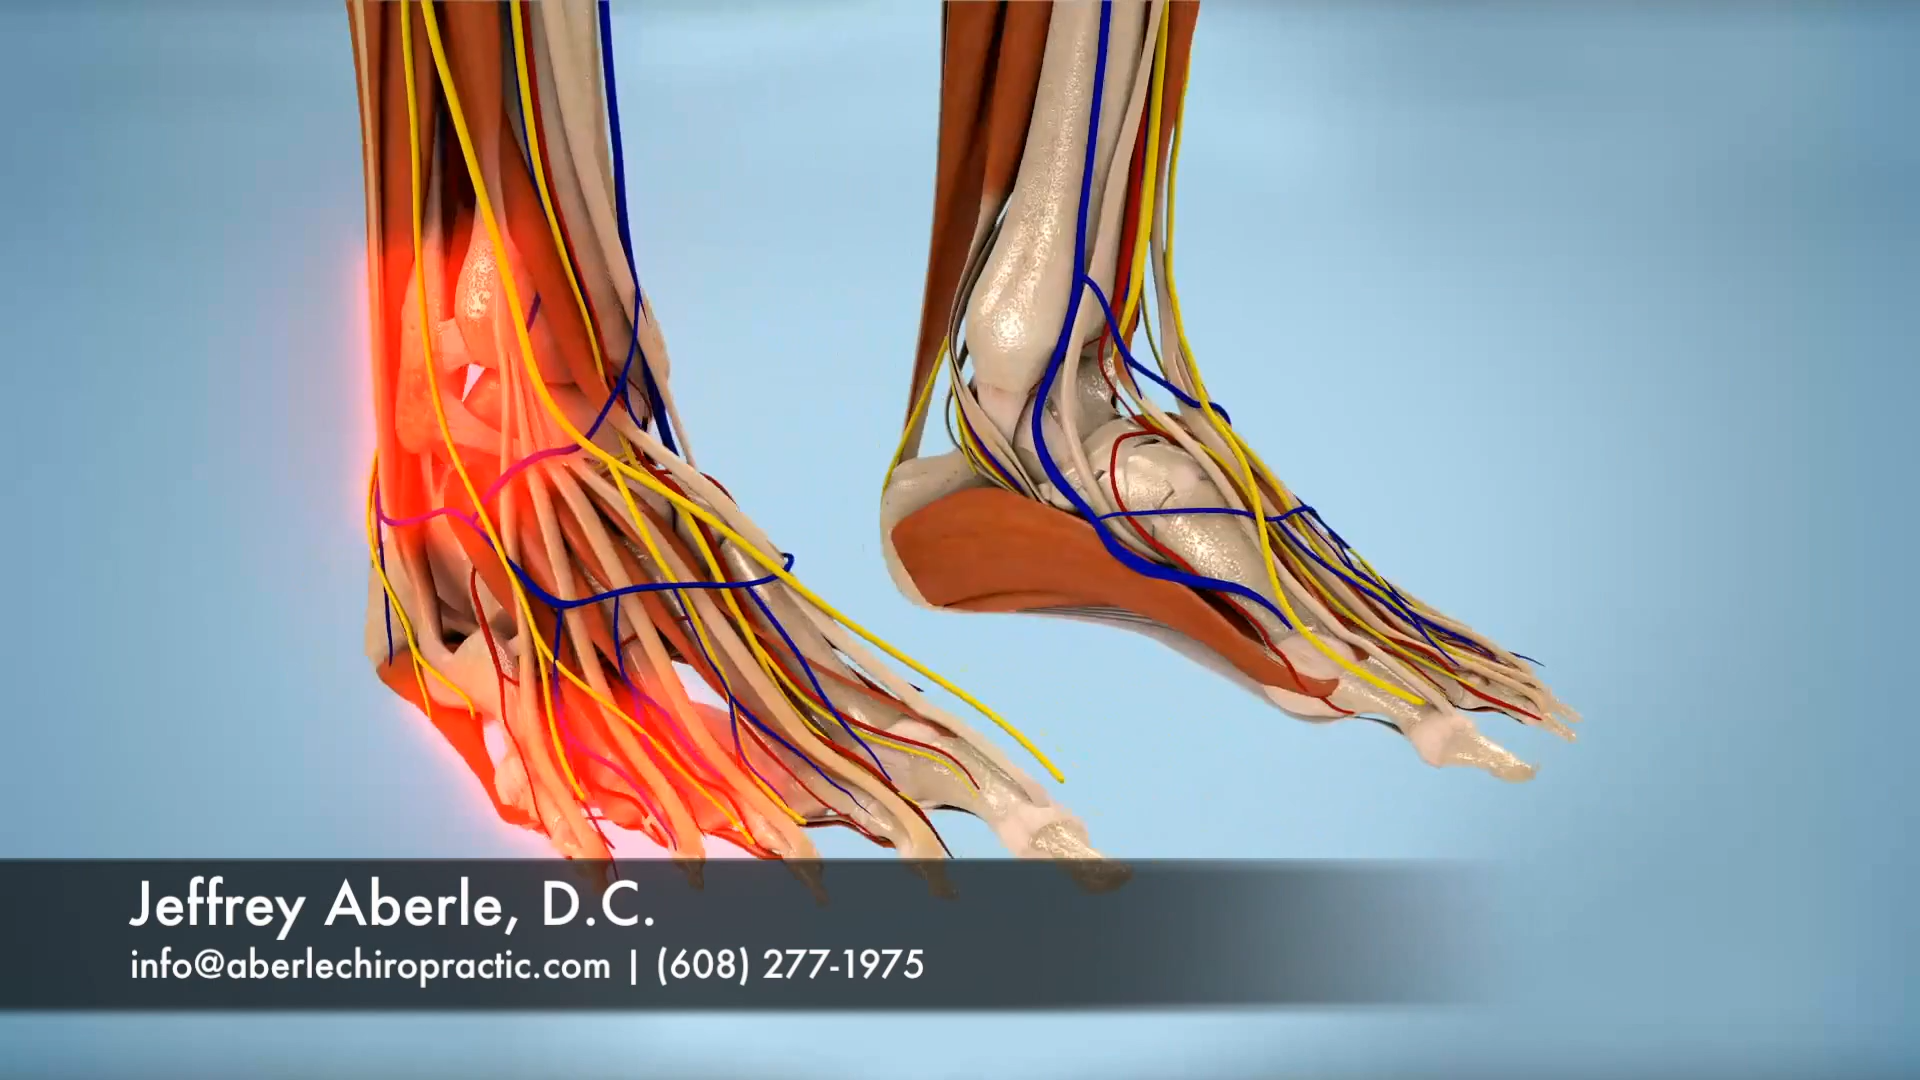 Jeffrey Aberle, D.C.
info@aberlechiropractic.com | (608) 277-1975